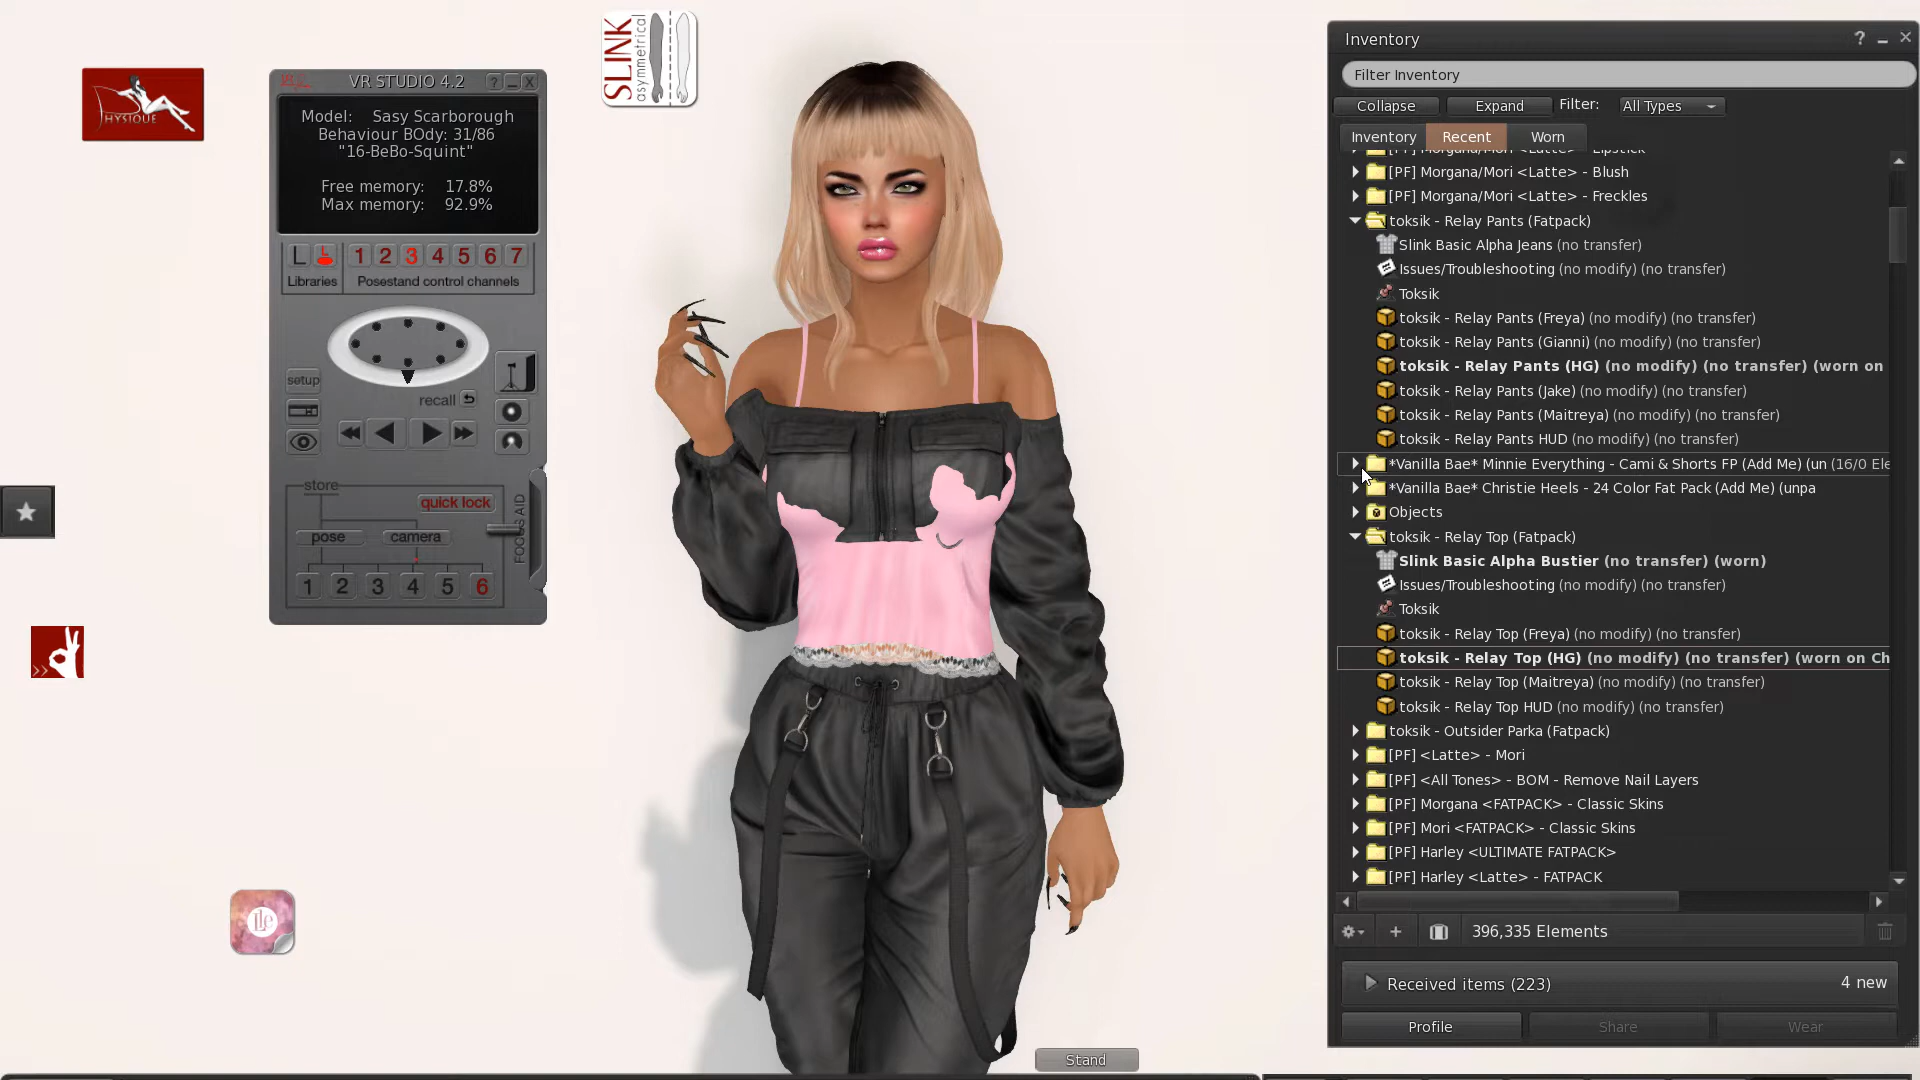 SLINK
asymmetrical
PHYSIQUE
VR STUDIO 4.2
? _ X
Model: Sasy Scarborough
Behaviour BOdy: 31/86
"16-BeBo-Squint"
Free memory: 17.8%
Max memory: 92.9%
L L 1 2 3 4 5 6 7
Libraries Posestand control channels
setup
recall
store
quick lock
pose camera
FOCUS AID
1 2 3 4 5 6
>>
Stand
Inventory ?
Filter Inventory
Collapse Expand Filter: All Types
Inventory Recent Worn
[PF] Morgana/Mori <Latte> - Lipstick
[PF] Morgana/Mori <Latte> - Blush
[PF] Morgana/Mori <Latte> - Freckles
toksik - Relay Pants (Fatpack)
Slink Basic Alpha Jeans (no transfer)
Issues/Troubleshooting (no modify) (no transfer)
Toksik
toksik - Relay Pants (Freya) (no modify) (no transfer)
toksik - Relay Pants (Gianni) (no modify) (no transfer)
toksik - Relay Pants (HG) (no modify) (no transfer) (worn on
toksik - Relay Pants (Jake) (no modify) (no transfer)
toksik - Relay Pants (Maitreya) (no modify) (no transfer)
toksik - Relay Pants HUD (no modify) (no transfer)
*Vanilla Bae* Minnie Everything - Cami & Shorts FP (Add Me) (un (16/0 Ele
*Vanilla Bae* Christie Heels - 24 Color Fat Pack (Add Me) (unpa
Objects
toksik - Relay Top (Fatpack)
Slink Basic Alpha Bustier (no transfer) (worn)
Issues/Troubleshooting (no modify) (no transfer)
Toksik
toksik - Relay Top (Freya) (no modify) (no transfer)
toksik - Relay Top (HG) (no modify) (no transfer) (worn on Ch
toksik - Relay Top (Maitreya) (no modify) (no transfer)
toksik - Relay Top HUD (no modify) (no transfer)
toksik - Outsider Parka (Fatpack)
[PF] <Latte> - Mori
[PF] <All Tones> - BOM - Remove Nail Layers
[PF] Morgana <FATPACK> - Classic Skins
[PF] Mori <FATPACK> - Classic Skins
[PF] Harley <ULTIMATE FATPACK>
[PF] Harley <Latte> - FATPACK
+ 396,335 Elements
Received items (223) 4 new
Profile Share Wear